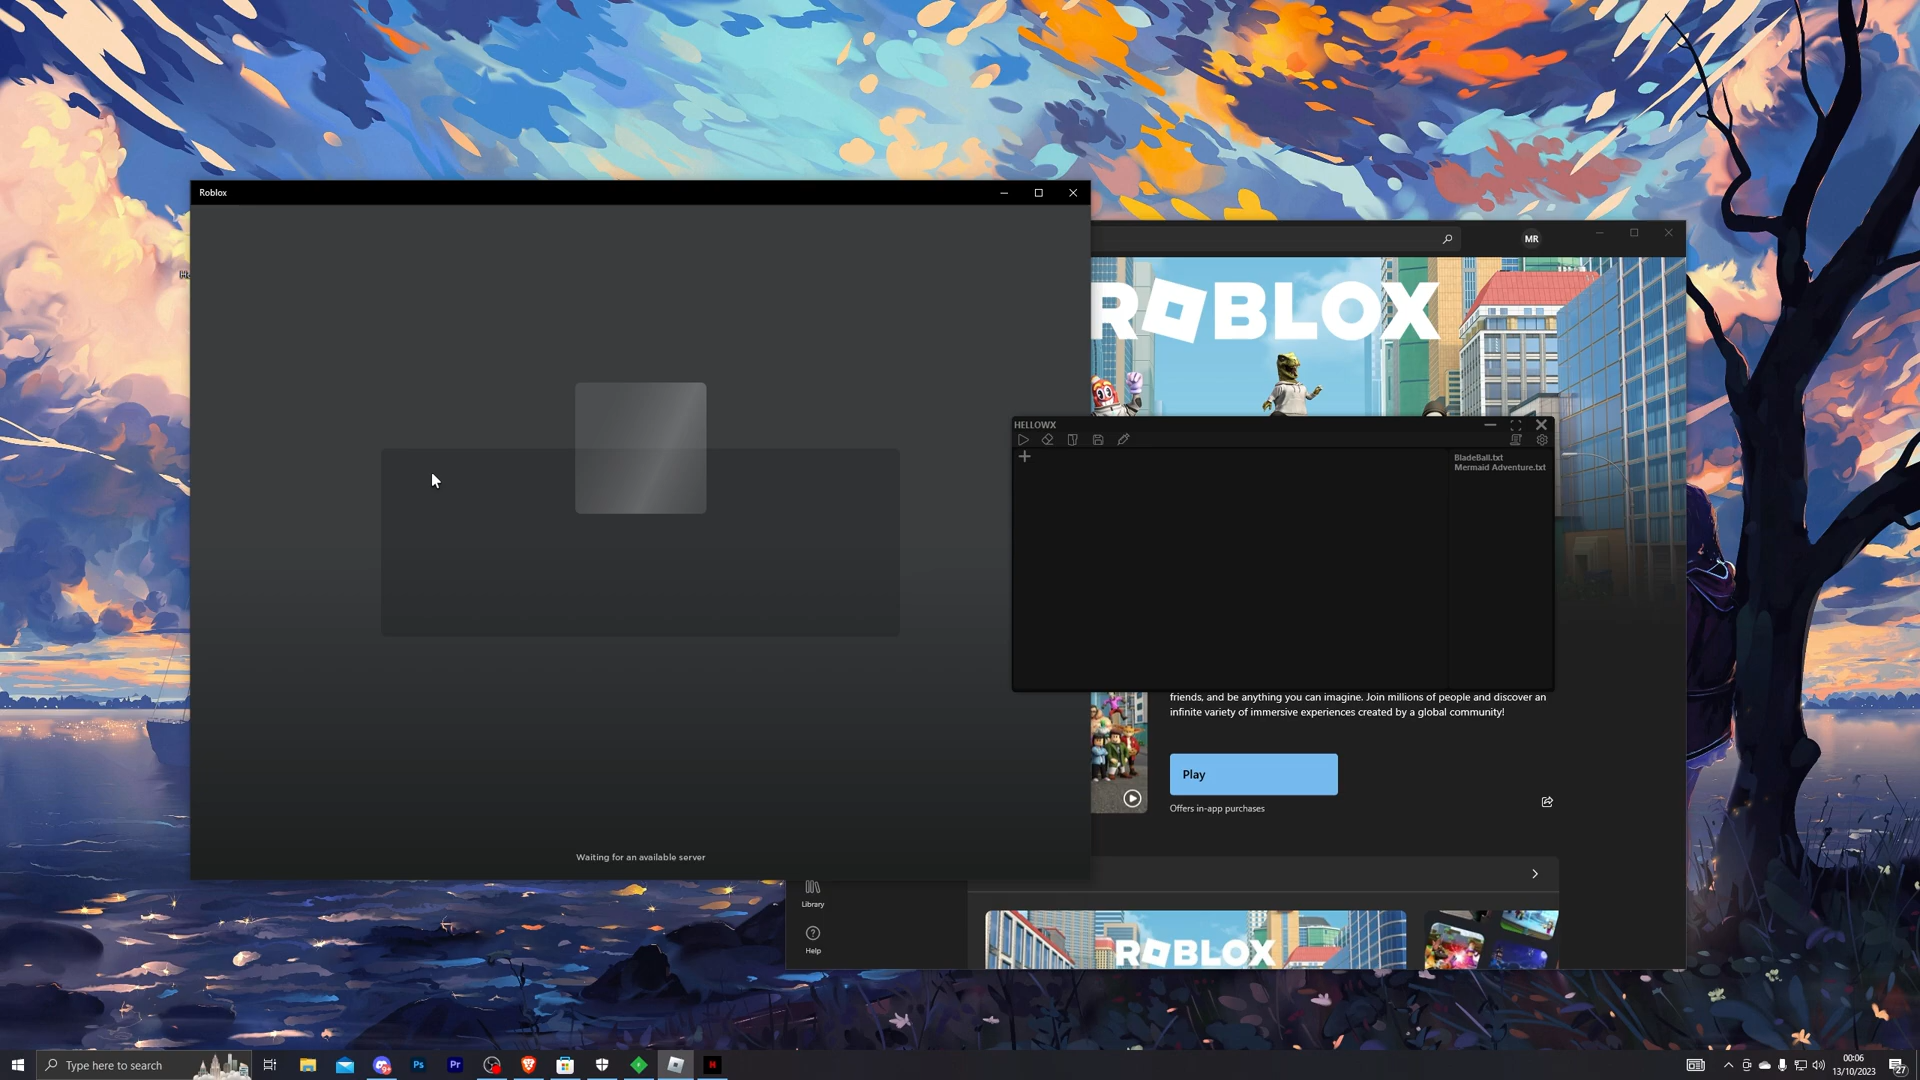 Roblox
MR
ROBLOX
HELLOWX
BladeBall.txt
Mermaid Adventure.txt
friends, and be anything you can imagine. Join millions of people and discover an
infinite variety of immersive experiences created by a global community!
Play
Offers in-app purchases
Waiting for an available server
Library
Help
ROBLOX
Type here to search
Ps
Pr
H
00:06
13/10/2023
27